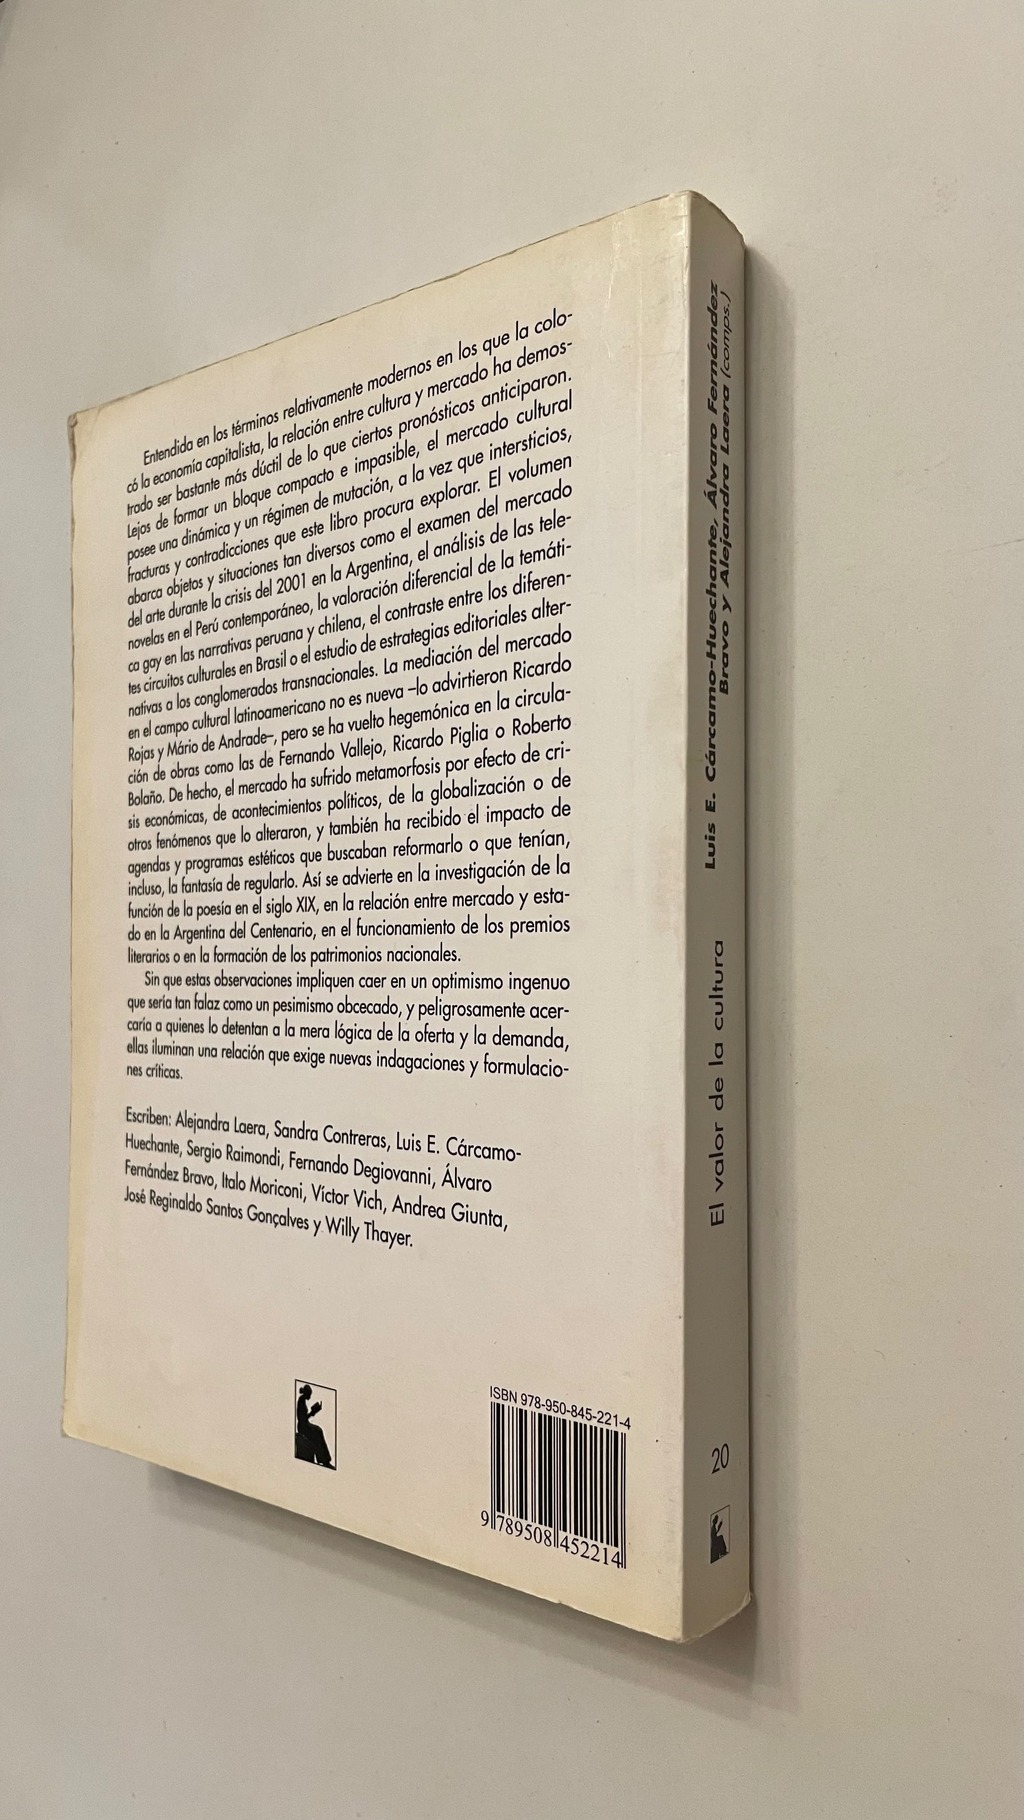 Entendida en los términos relativamente modernos en los que la colo-
có la economía capitalista, la relación entre cultura y mercado ha demos-
trado ser bastante más dúctil de lo que ciertos pronósticos anticiparon.
Lejos de formar un bloque compacto e impasible, el mercado cultural
posee una dinámica y un régimen de mutación, a la vez que intersticios,
fracturas y contradicciones que este libro procura explorar. El volumen
abarca objetos y situaciones tan diversos como el examen del mercado
del arte durante la crisis del 2001 en la Argentina, el análisis de las tele-
novelas en el Perú contemporáneo, la valoración diferencial de la temáti-
ca gay en las narrativas peruana y chilena, el contraste entre los diferen-
tes circuitos culturales en Brasil o el estudio de estrategias editoriales alter-
nativas a los conglomerados transnacionales. La mediación del mercado
en el campo cultural latinoamericano no es nueva –lo advirtieron Ricardo
Rojas y Mário de Andrade–, pero se ha vuelto hegemónica en la circula-
ción de obras como las de Fernando Vallejo, Ricardo Piglia o Roberto
Bolaño. De hecho, el mercado ha sufrido metamorfosis por efecto de cri-
sis económicas, de acontecimientos políticos, de la globalización o de
otros fenómenos que lo alteraron, y también ha recibido el impacto de
agendas y programas estéticos que buscaban reformarlo o que tenían,
incluso, la fantasía de regularlo. Así se advierte en la investigación de la
función de la poesía en el siglo XIX, en la relación entre mercado y esta-
do en la Argentina del Centenario, en el funcionamiento de los premios
literarios o en la formación de los patrimonios nacionales.
Sin que estas observaciones impliquen caer en un optimismo ingenuo
que sería tan falaz como un pesimismo obcecado, y peligrosamente acer-
caría a quienes lo detentan a la mera lógica de la oferta y la demanda,
ellas iluminan una relación que exige nuevas indagaciones y formulacio-
nes críticas.
Escriben: Alejandra Laera, Sandra Contreras, Luis E. Cárcamo-
Huechante, Sergio Raimondi, Fernando Degiovanni, Álvaro
Fernández Bravo, Italo Moriconi, Víctor Vich, Andrea Giunta,
José Reginaldo Santos Gonçalves y Willy Thayer.
ISBN 978-950-845-221-4
9 789508 452214
Luis E. Cárcamo-Huechante, Álvaro Fernández
Bravo y Alejandra Laera (comps.)
El valor de la cultura
20